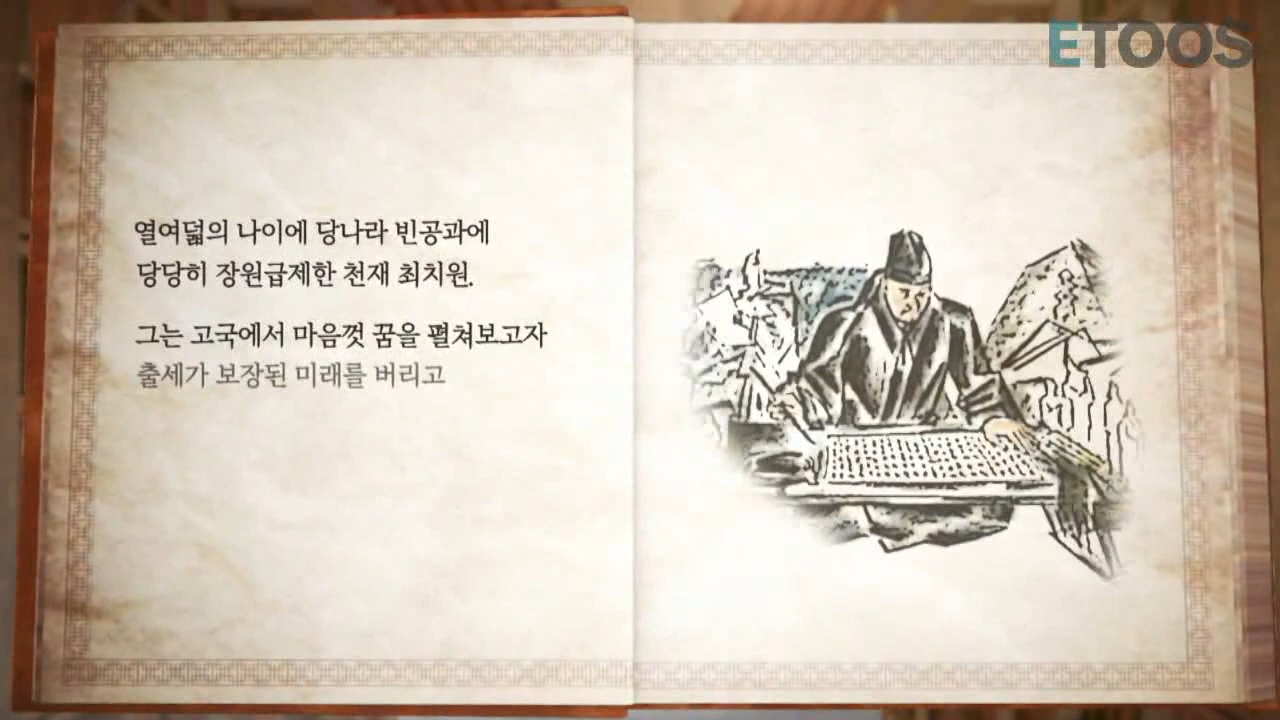 ETOOS
열여덟의 나이에 당나라 빈공과에
당당히 장원급제한 천재 최치원.
그는 고국에서 마음껏 꿈을 펼쳐보고자
출세가 보장된 미래를 버리고